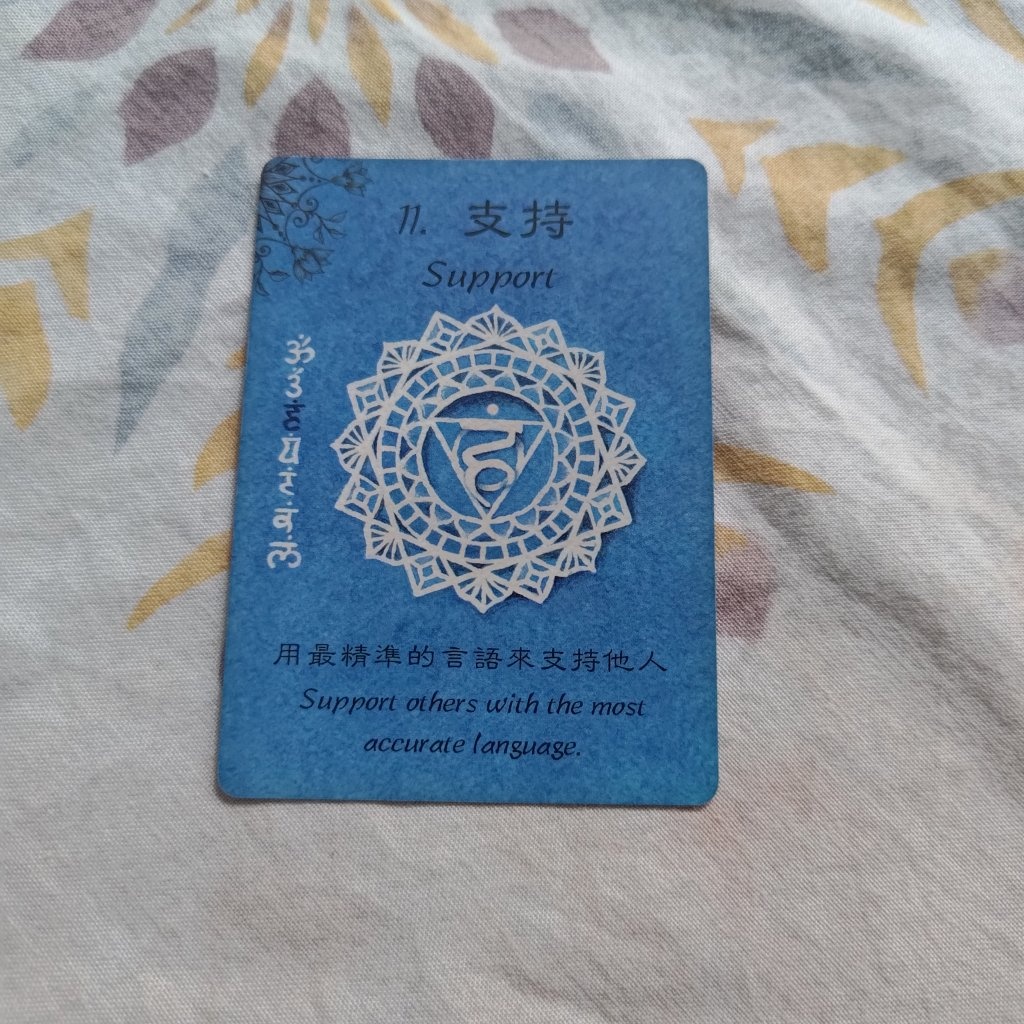 11. 支持
Support
ॐ
हं
用最精準的言語來支持他人
Support others with the most
accurate language.